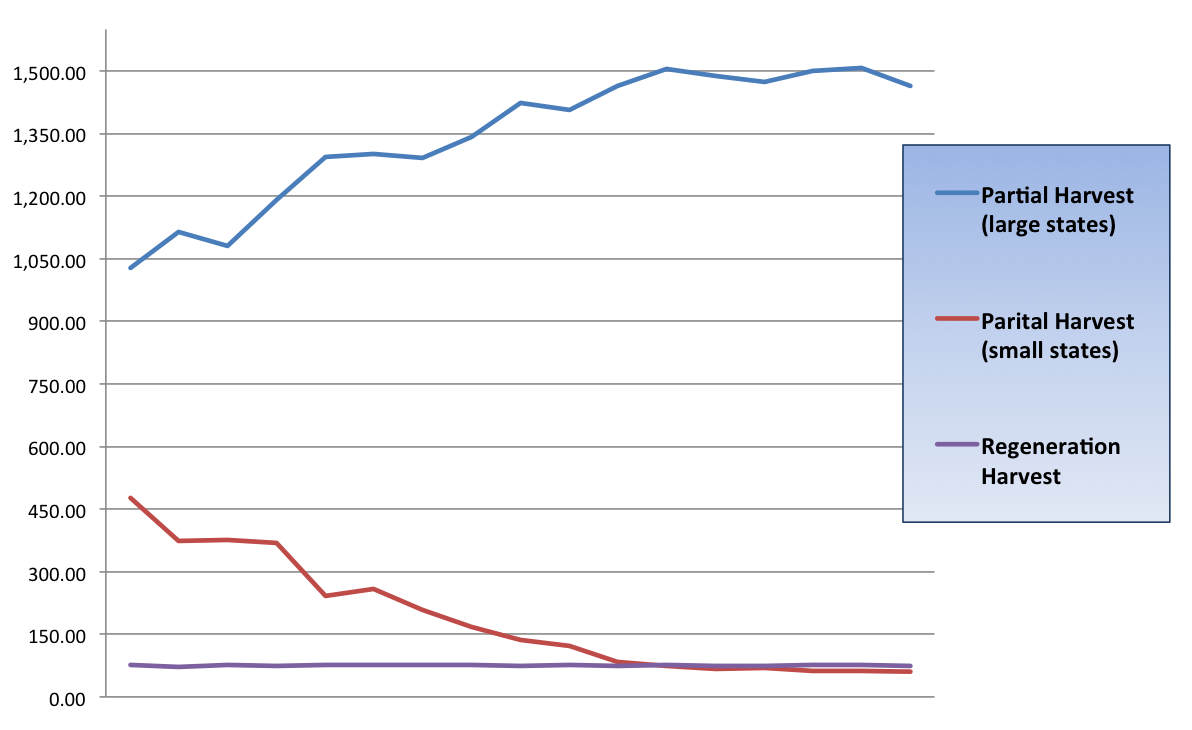 1,500.00
1,350.00
1,200.00
1,050.00
900.00
750.00
600.00
450.00
300.00
150.00
0.00
Partial Harvest
(large states)
Parital Harvest
(small states)
Regeneration
Harvest